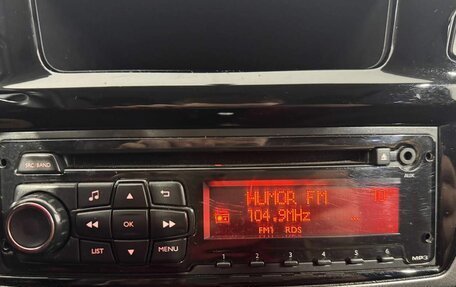 SRC/BAND
AUX
HUMOR FM
104.9MHz
FM1 RDS
OK
LIST
MENU
1 2 3 4 5 6
MP3